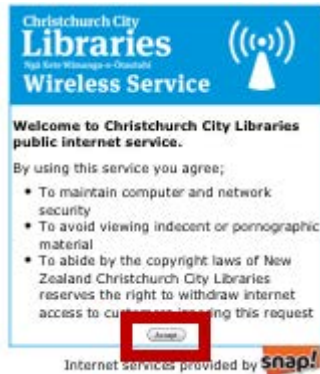 Christchurch City
Libraries
Ngā Kete Wānanga-o-Ōtautahi
Wireless Service
Welcome to Christchurch City Libraries
public internet service.
By using this service you agree;
• To maintain computer and network
security
• To avoid viewing indecent or pornographic
material
• To abide by the copyright laws of New
Zealand Christchurch City Libraries
reserves the right to withdraw internet
access to customers ignoring this request
Accept
Internet services provided by snap!